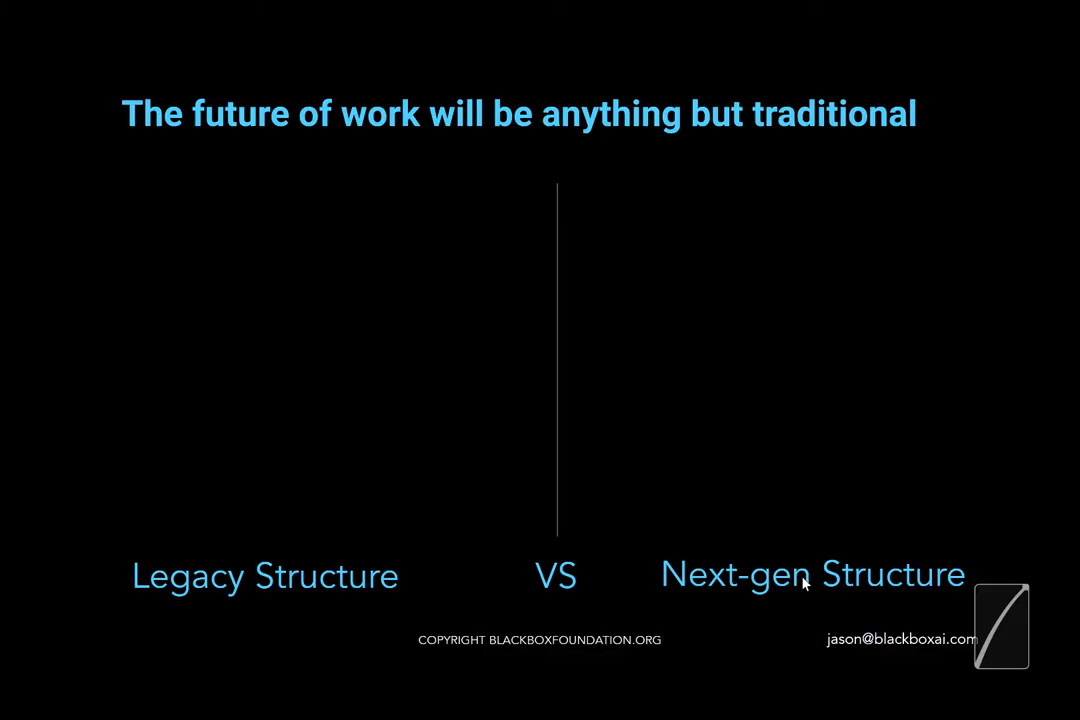 The future of work will be anything but traditional
Legacy Structure VS Next-gen Structure
COPYRIGHT BLACKBOXFOUNDATION.ORG
jason@blackboxai.com